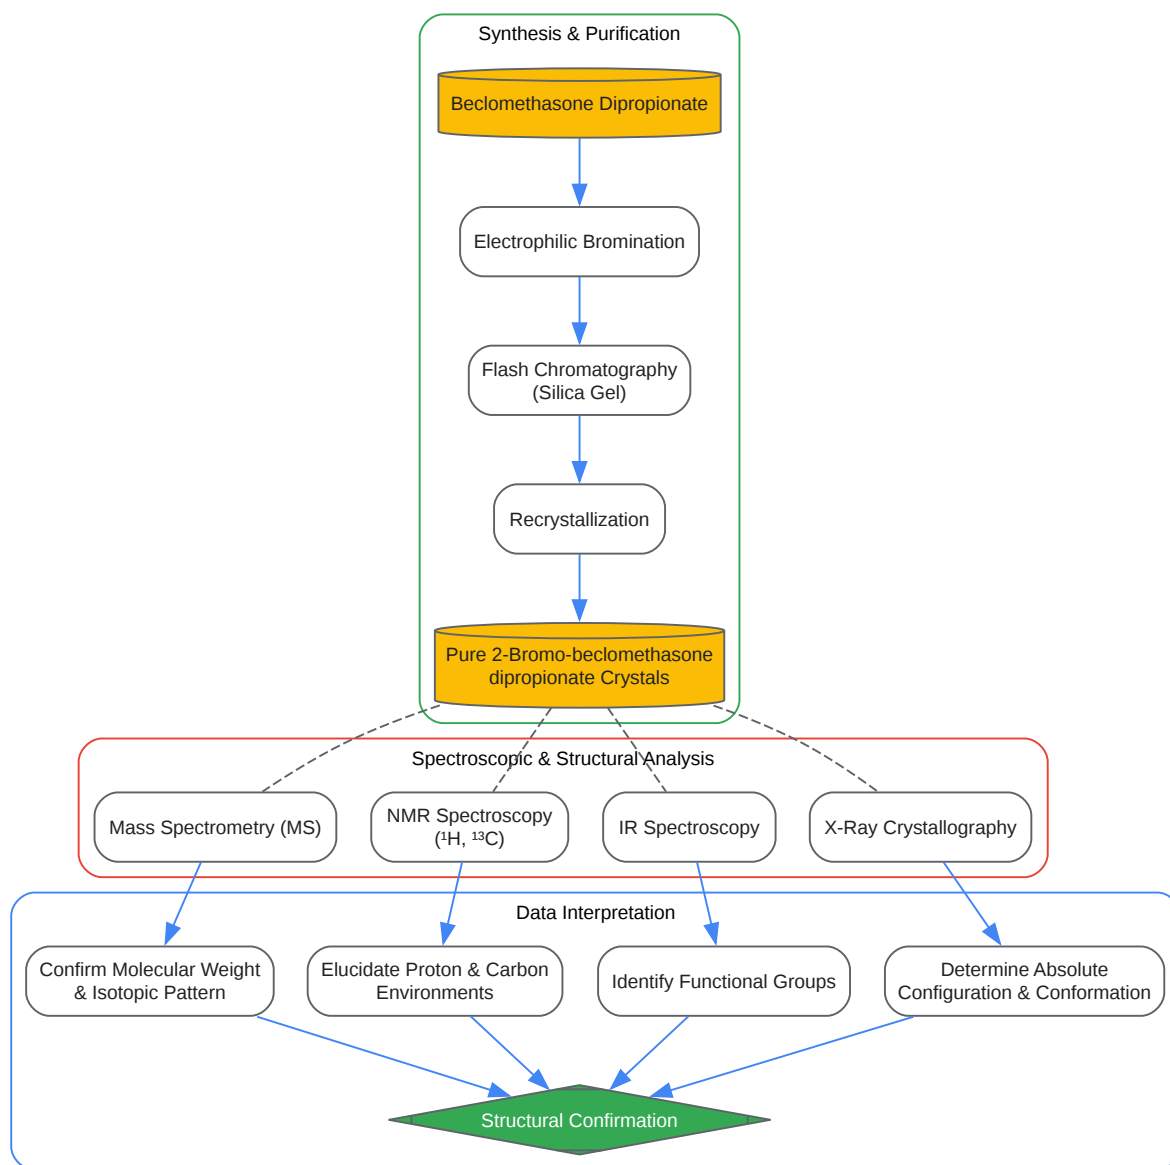 Synthesis & Purification
Beclomethasone Dipropionate
Electrophilic Bromination
Flash Chromatography
(Silica Gel)
Recrystallization
Pure 2-Bromo-beclomethasone
dipropionate Crystals
Spectroscopic & Structural Analysis
Mass Spectrometry (MS)
NMR Spectroscopy
(¹H, ¹³C)
IR Spectroscopy
X-Ray Crystallography
Data Interpretation
Confirm Molecular Weight
& Isotopic Pattern
Elucidate Proton & Carbon
Environments
Identify Functional Groups
Determine Absolute
Configuration & Conformation
Structural Confirmation